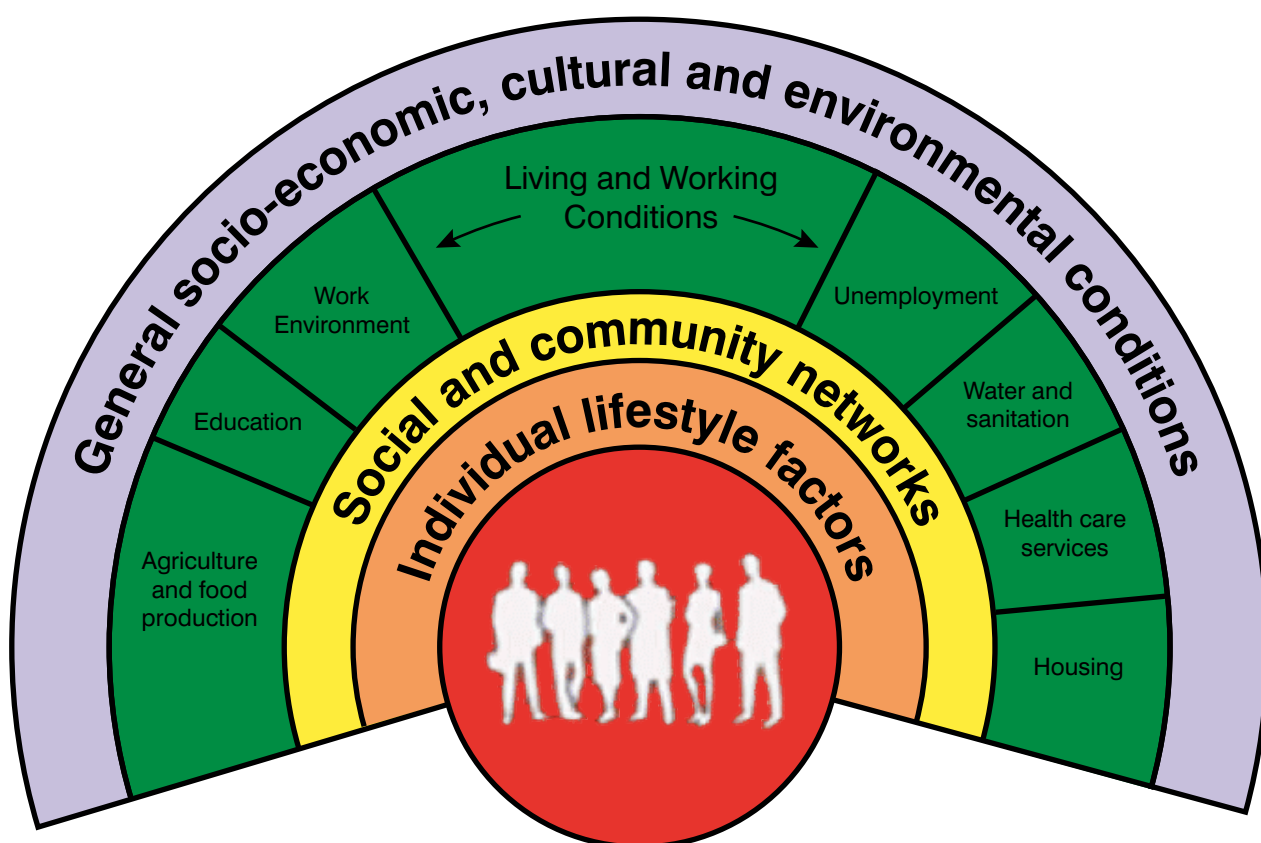 General socio-economic, cultural and environmental conditions
Living and Working
Conditions
Work
Environment
Unemployment
Education
Water and
sanitation
Agriculture
and food
production
Health care
services
Housing
Social and community networks
Individual lifestyle factors